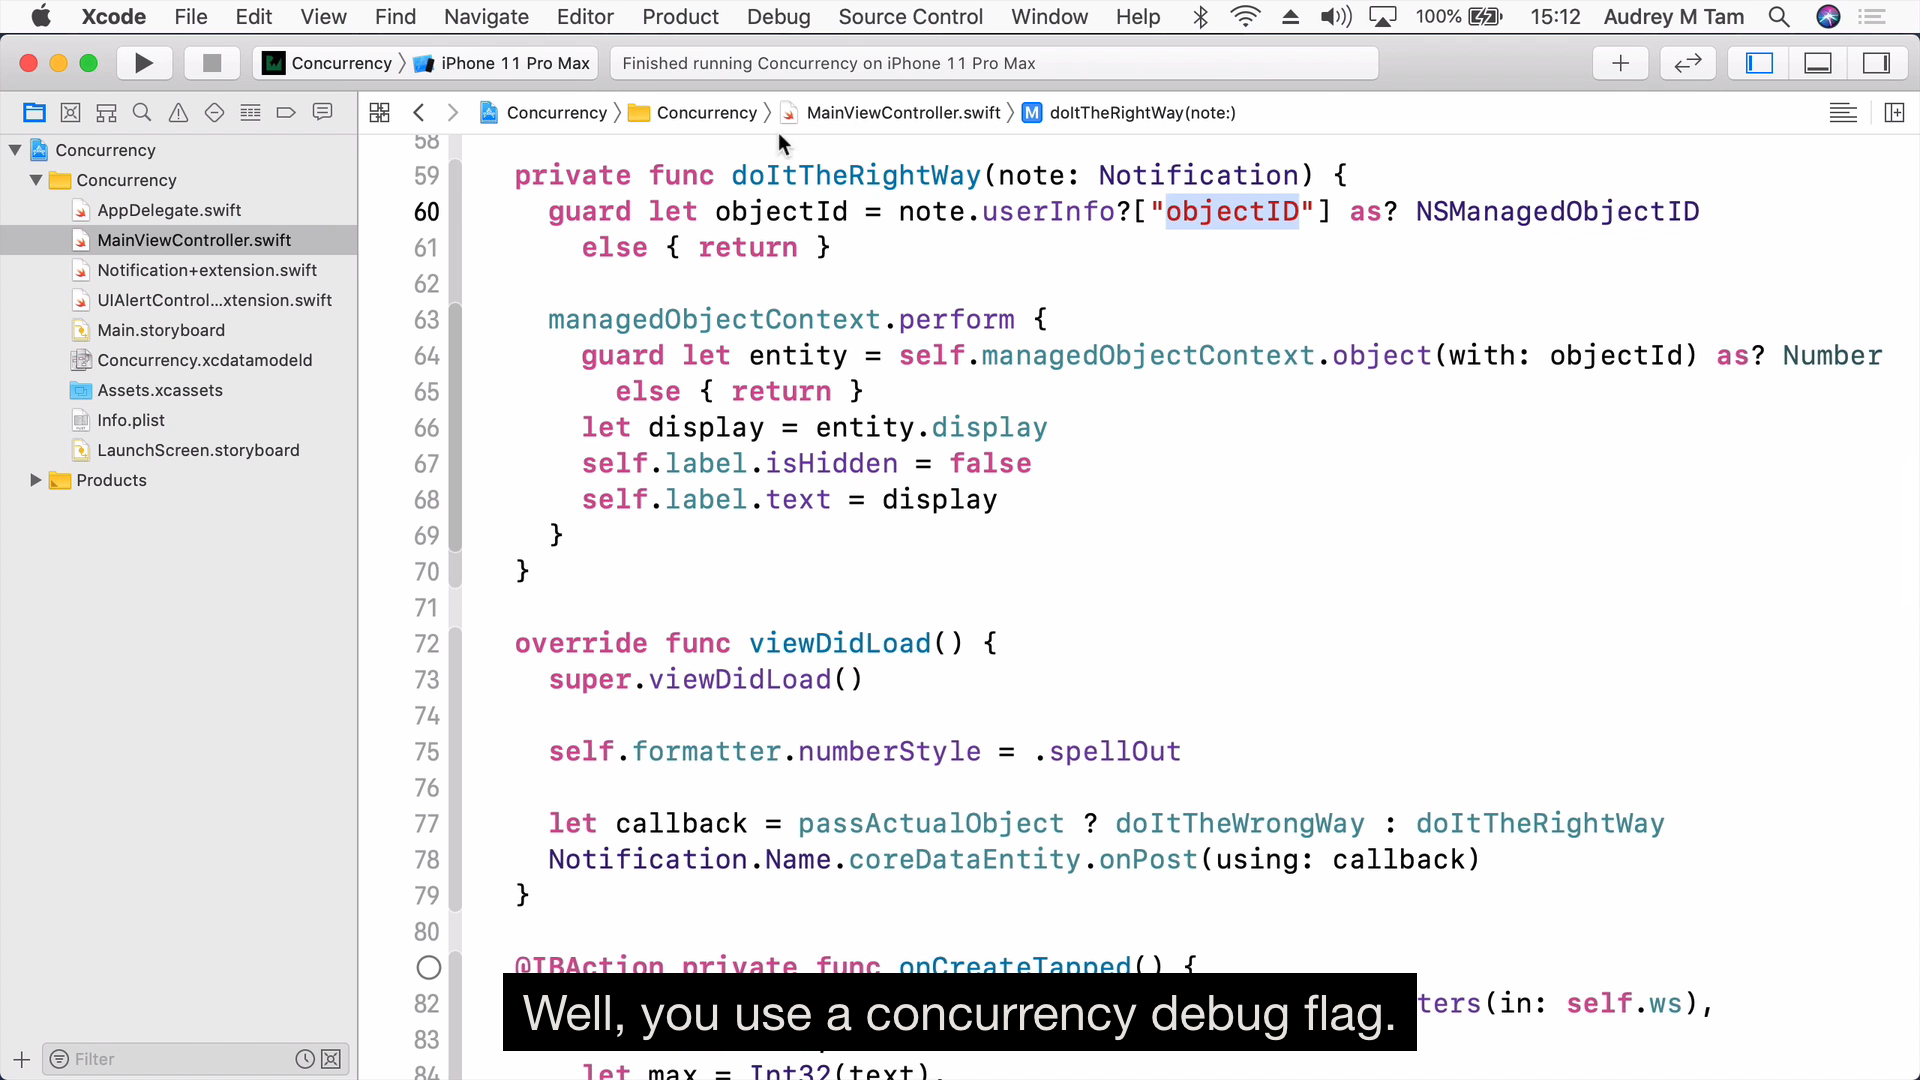 Xcode File Edit View Find Navigate Editor Product Debug Source Control Window Help 100% 15:12 Audrey M Tam
Concurrency iPhone 11 Pro Max Finished running Concurrency on iPhone 11 Pro Max
Concurrency Concurrency MainViewController.swift M doItTheRightWay(note:)
Concurrency
Concurrency
AppDelegate.swift
MainViewController.swift
Notification+extension.swift
UIAlertControl...xtension.swift
Main.storyboard
Concurrency.xcdatamodeld
Assets.xcassets
Info.plist
LaunchScreen.storyboard
Products
Filter
58
59 private func doItTheRightWay(note: Notification) {
60 guard let objectId = note.userInfo?["objectID"] as? NSManagedObjectID
61 else { return }
62
63 managedObjectContext.perform {
64 guard let entity = self.managedObjectContext.object(with: objectId) as? Number
65 else { return }
66 let display = entity.display
67 self.label.isHidden = false
68 self.label.text = display
69 }
70 }
71
72 override func viewDidLoad() {
73 super.viewDidLoad()
74
75 self.formatter.numberStyle = .spellOut
76
77 let callback = passActualObject ? doItTheWrongWay : doItTheRightWay
78 Notification.Name.coreDataEntity.onPost(using: callback)
79 }
80
@IBAction private func onCreateTapped() {
82 ters(in: self.ws),
83
84 let max = Int32(text),
Well, you use a concurrency debug flag.